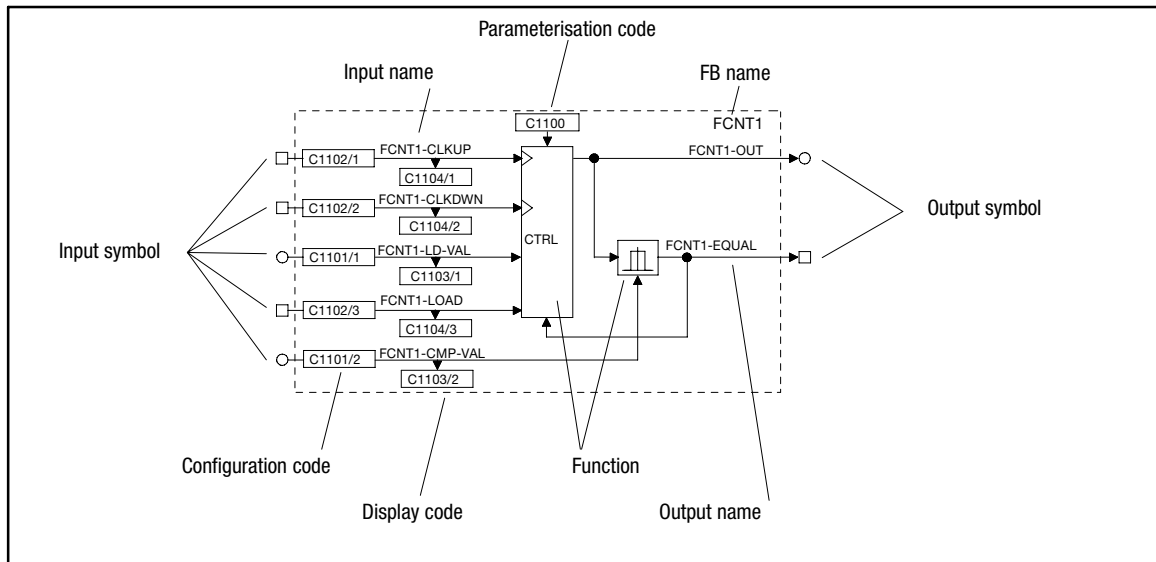 Parameterisation code
Input name
FB name
C1100
FCNT1
C1102/1
FCNT1-CLKUP
FCNT1-OUT
C1104/1
C1102/2
FCNT1-CLKDWN
C1104/2
Output symbol
Input symbol
CTRL
C1101/1
FCNT1-LD-VAL
FCNT1-EQUAL
C1103/1
C1102/3
FCNT1-LOAD
C1104/3
C1101/2
FCNT1-CMP-VAL
C1103/2
Configuration code
Function
Display code
Output name